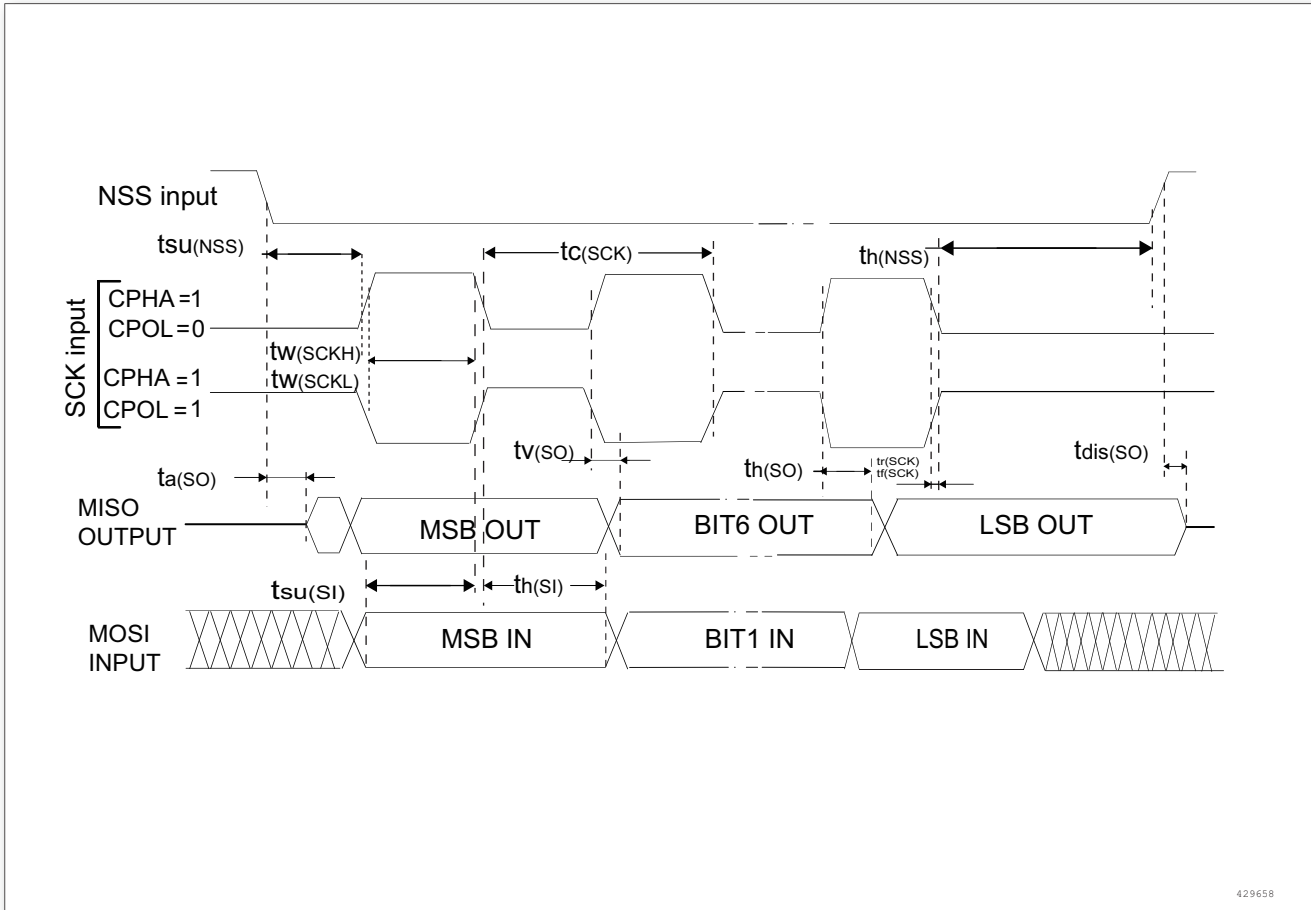 NSS input
tsu(NSS)
tc(SCK)
th(NSS)
SCK input
CPHA =1
CPOL=0
tw(SCKH)
tw(SCKL)
CPHA =1
CPOL = 1
tv(SO)
ta(SO)
th(SO)
tr(SCK)
tf(SCK)
tdis(SO)
MISO
OUTPUT
MSB OUT
BIT6 OUT
LSB OUT
tsu(SI)
th(SI)
MOSI
INPUT
MSB IN
BIT1 IN
LSB IN
429658